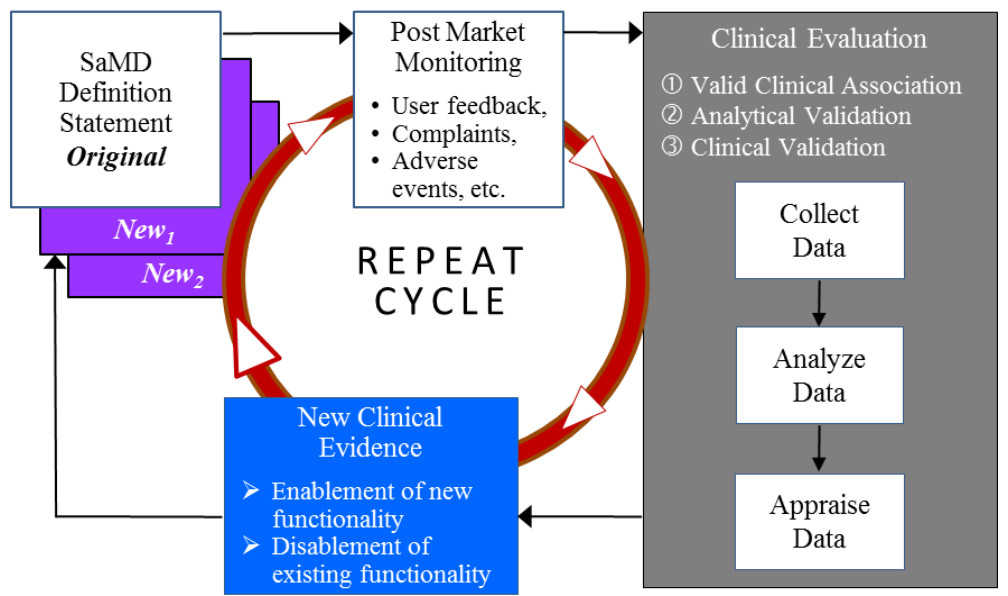 SaMD
Definition
Statement
Original
New₁
New₂
Post Market
Monitoring
• User feedback,
• Complaints,
• Adverse
events, etc.
REPEAT
CYCLE
Clinical Evaluation
① Valid Clinical Association
② Analytical Validation
③ Clinical Validation
Collect
Data
Analyze
Data
Appraise
Data
New Clinical
Evidence
➢ Enablement of new
functionality
➢ Disablement of
existing functionality